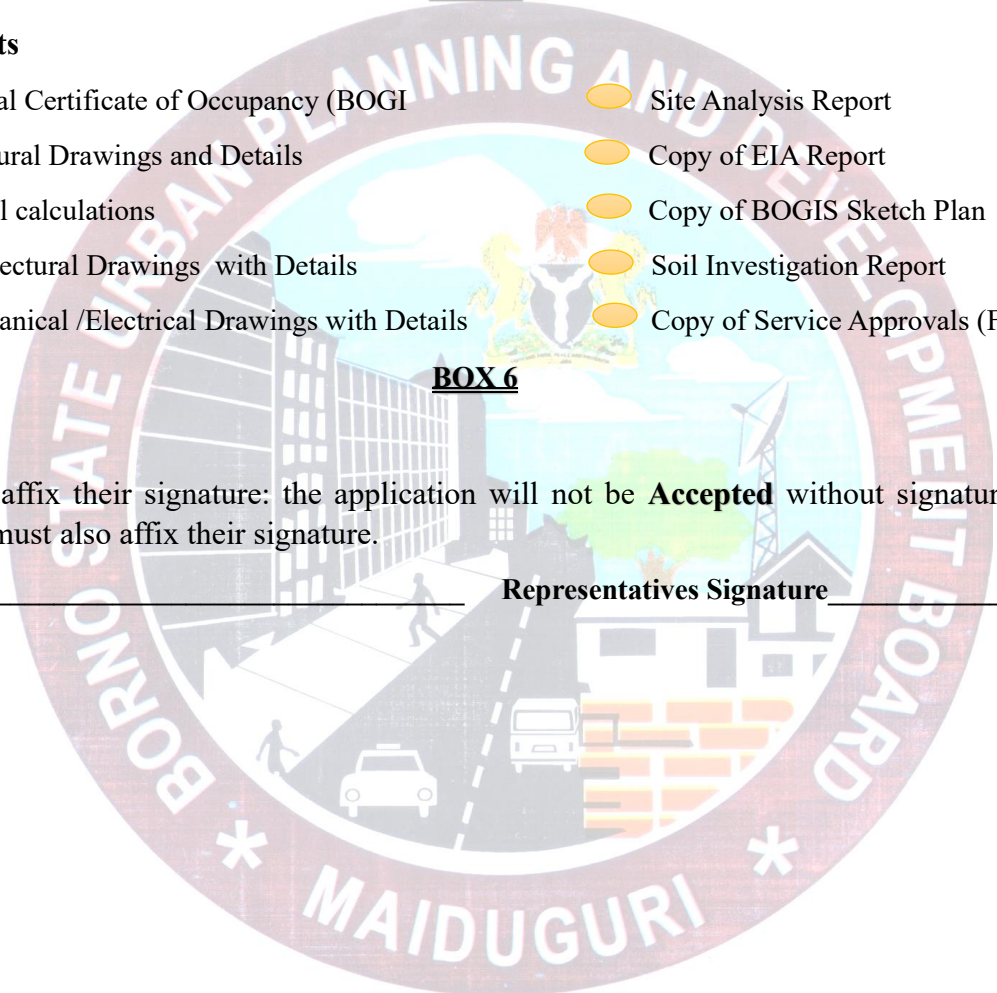 ts
al Certificate of Occupancy (BOGI
Site Analysis Report
ural Drawings and Details
Copy of EIA Report
l calculations
Copy of BOGIS Sketch Plan
ectural Drawings with Details
Soil Investigation Report
anical /Electrical Drawings with Details
Copy of Service Approvals (F
BOX 6
affix their signature: the application will not be Accepted without signatur
must also affix their signature.
Representatives Signature
BORNO STATE URBAN PLANNING AND DEVELOPMENT BOARD
* MAIDUGURI *